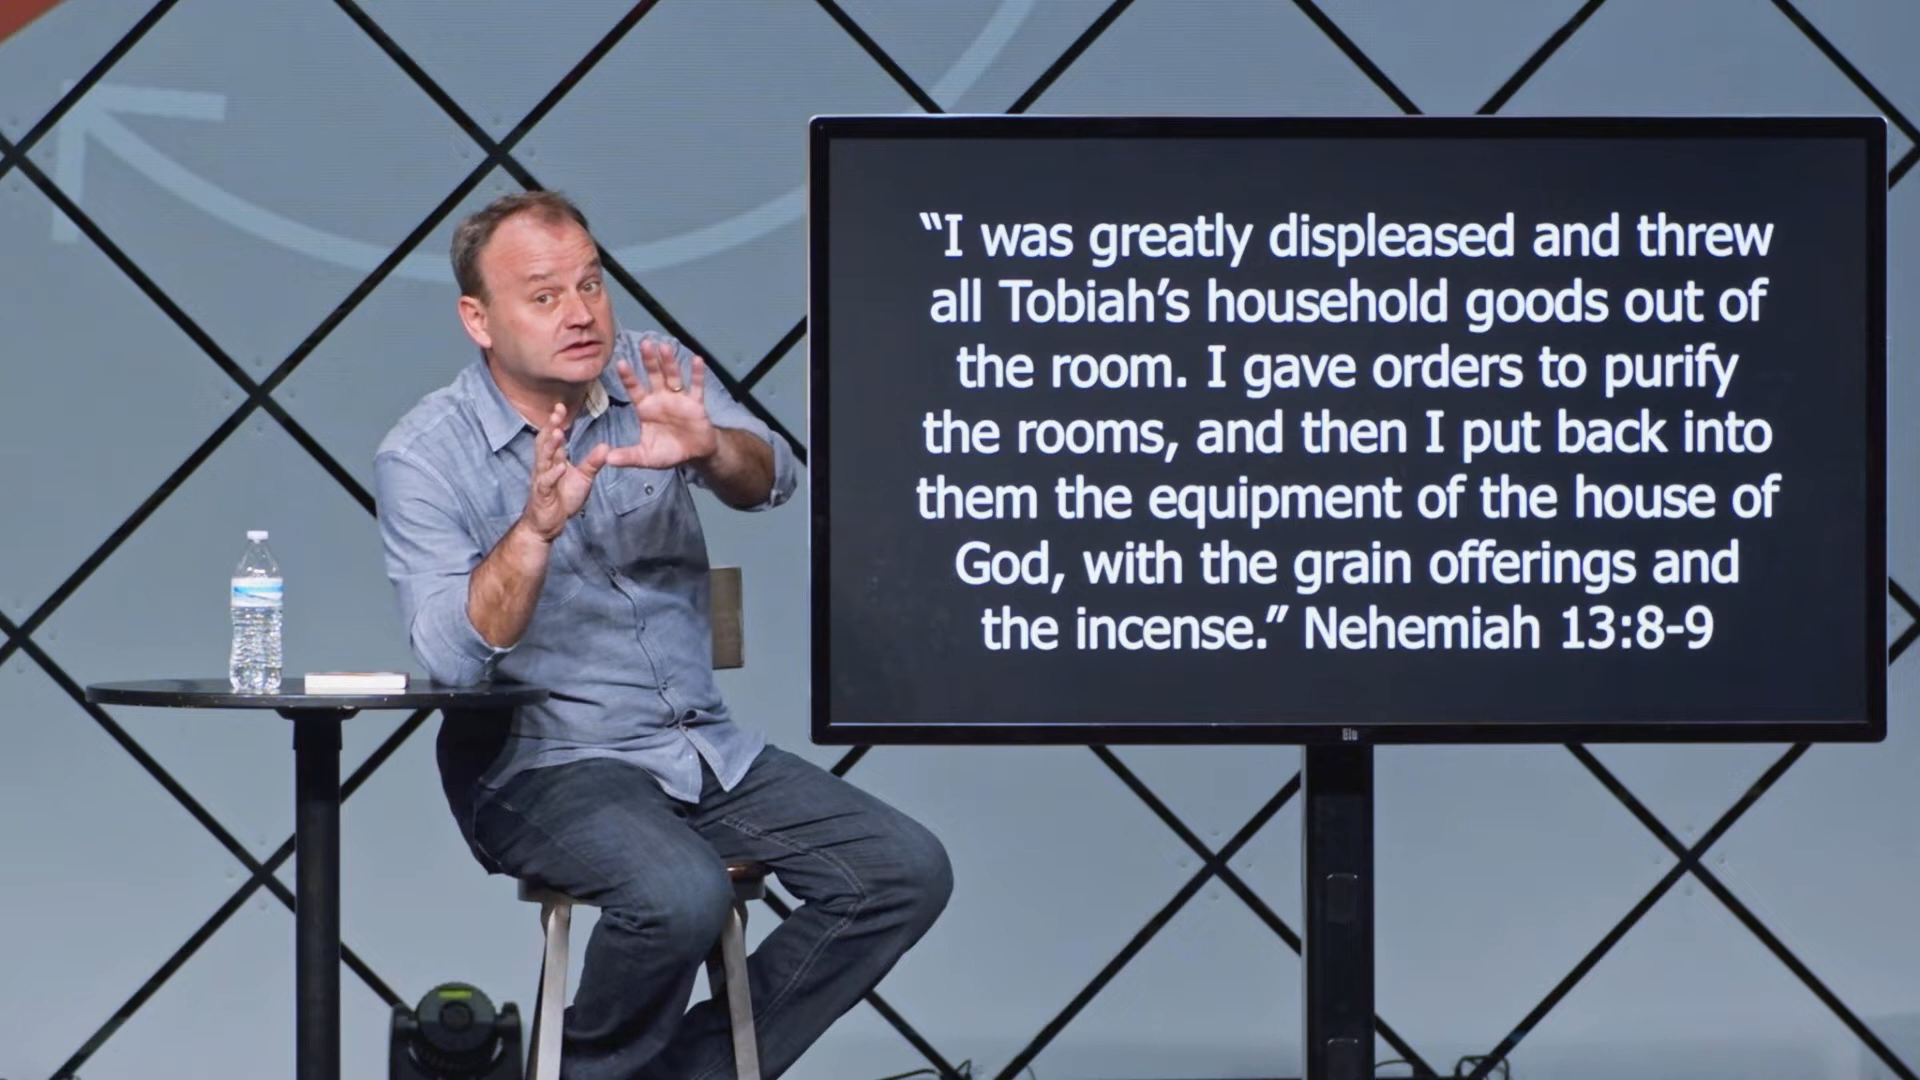 “I was greatly displeased and threw
all Tobiah’s household goods out of
the room. I gave orders to purify
the rooms, and then I put back into
them the equipment of the house of
God, with the grain offerings and
the incense.” Nehemiah 13:8-9